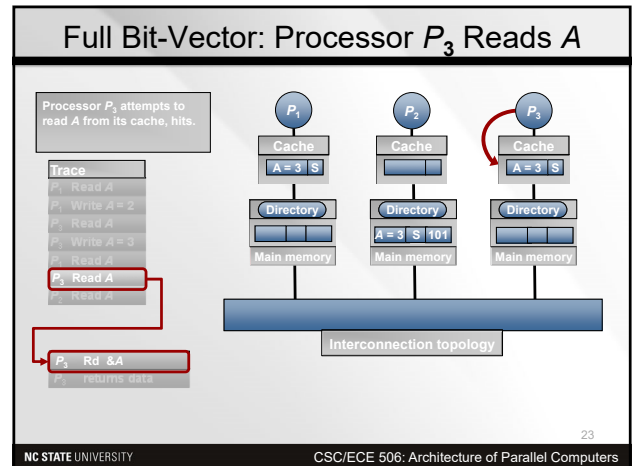 Full Bit-Vector: Processor P3 Reads A
Processor P3 attempts to
read A from its cache, hits.
P1
P2
P3
Cache
Cache
Cache
A = 3 S
A = 3 S
Trace
P1 Read A
P1 Write A = 2
P3 Read A
P3 Write A = 3
P1 Read A
P3 Read A
P2 Read A
Directory
Directory
Directory
A = 3 S 101
Main memory
Main memory
Main memory
Interconnection topology
P3 Rd &A
P3 returns data
23
NC STATE UNIVERSITY
CSC/ECE 506: Architecture of Parallel Computers